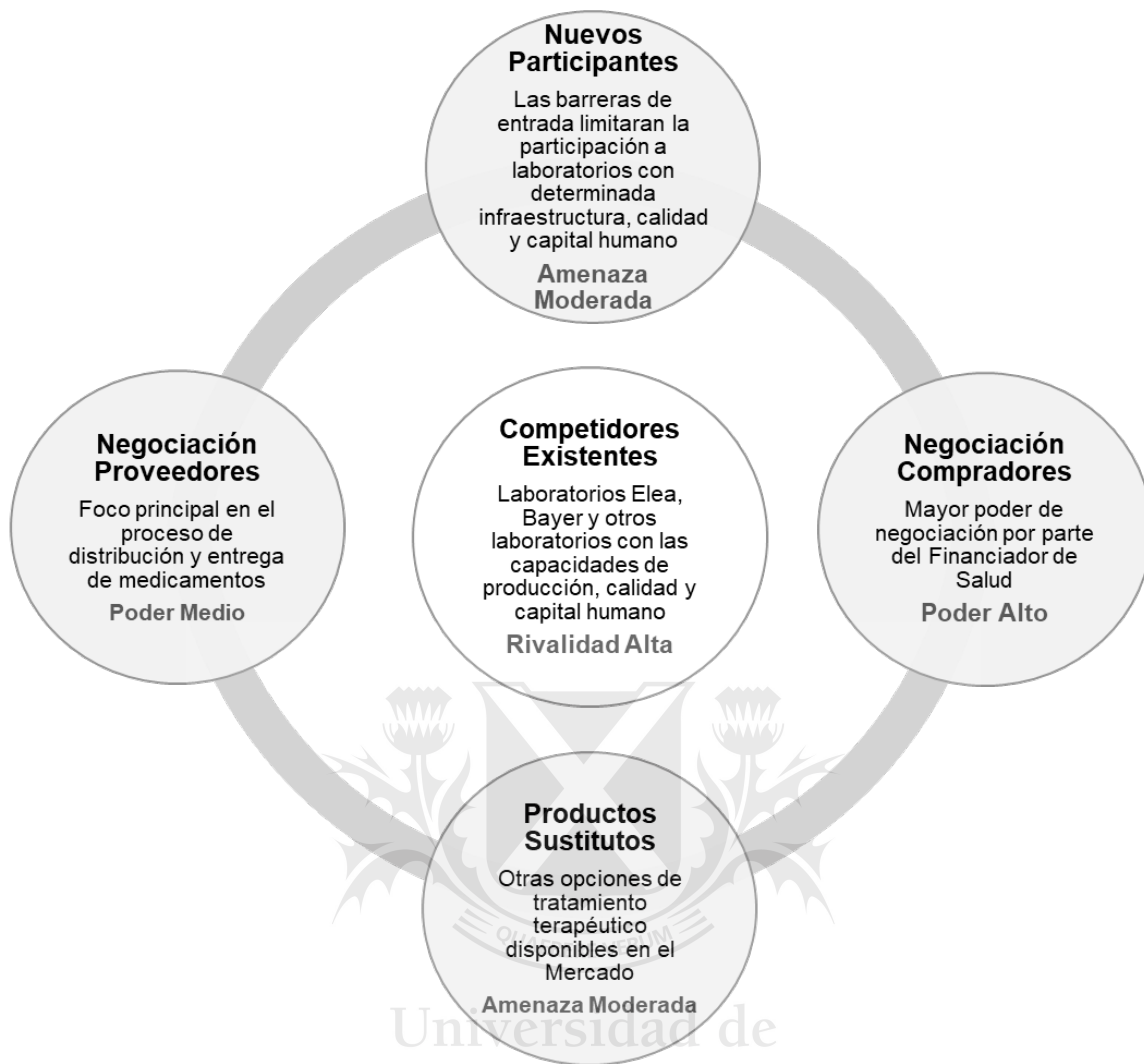 Nuevos
Participantes
Las barreras de
entrada limitaran la
participación a
laboratorios con
determinada
infraestructura, calidad
y capital humano
Amenaza
Moderada
Negociación
Proveedores
Foco principal en el
proceso de
distribución y entrega
de medicamentos
Poder Medio
Competidores
Existentes
Laboratorios Elea,
Bayer y otros
laboratorios con las
capacidades de
producción, calidad y
capital humano
Rivalidad Alta
Negociación
Compradores
Mayor poder de
negociación por parte
del Financiador de
Salud
Poder Alto
Productos
Sustitutos
Otras opciones de
tratamiento
terapéutico
disponibles en el
Mercado
Amenaza Moderada
Universidad de